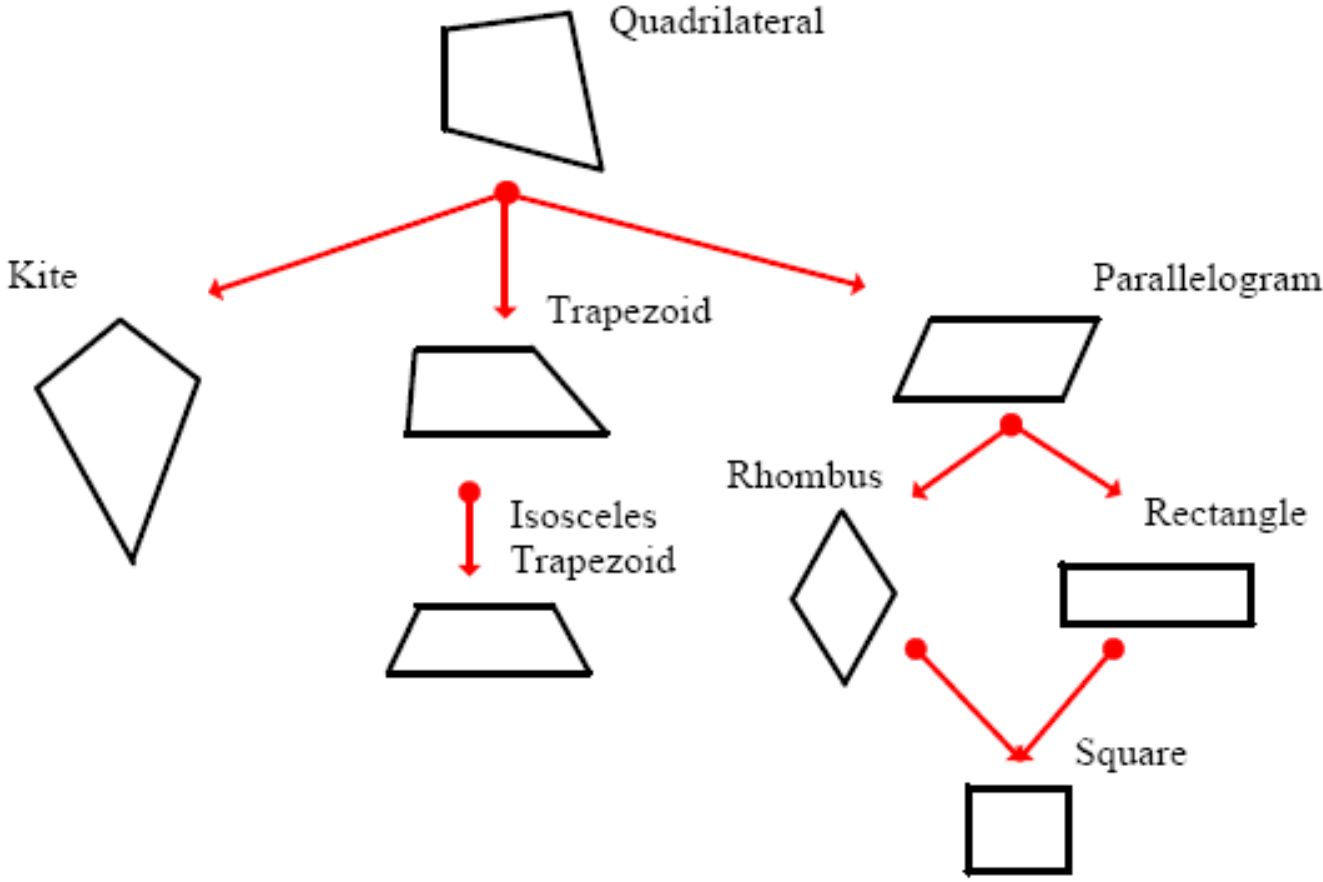 Quadrilateral
Kite
Parallelogram
Trapezoid
Rhombus
Rectangle
Isosceles
Trapezoid
Square